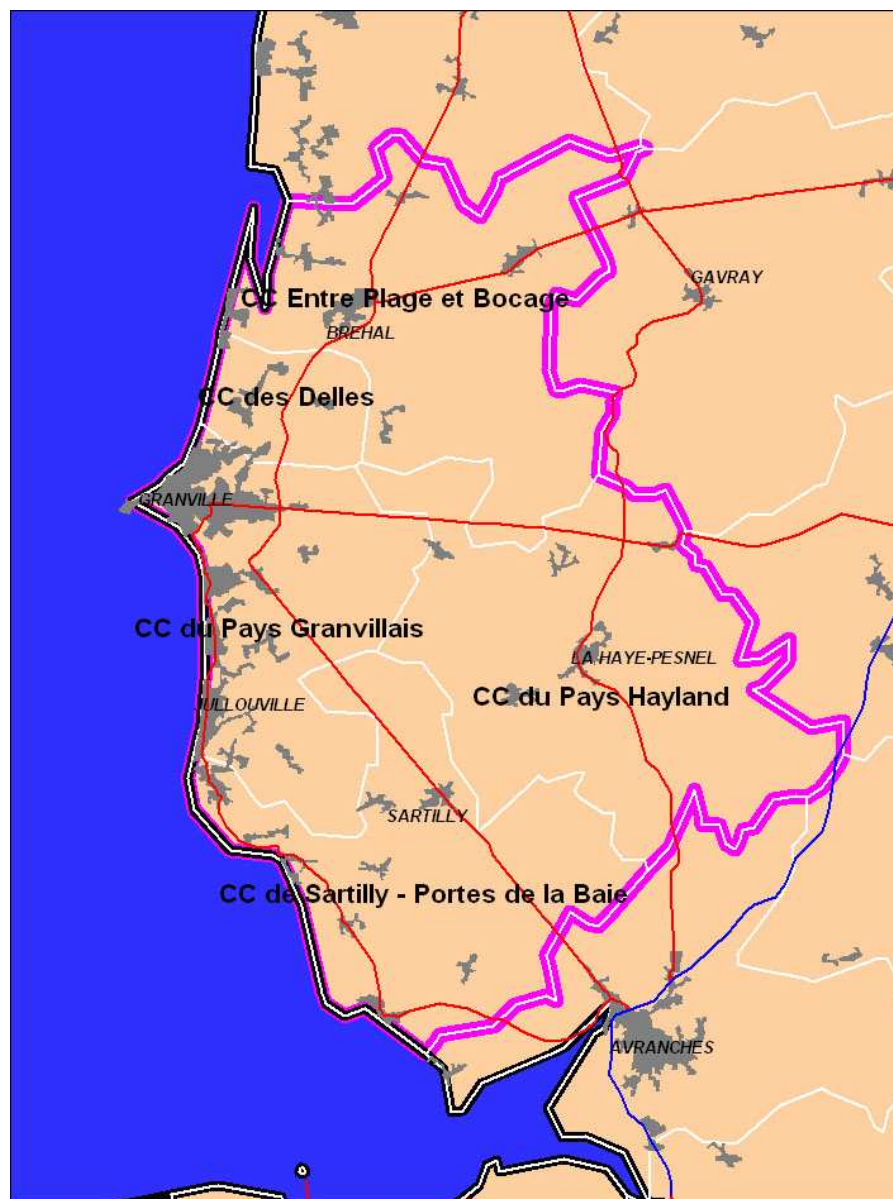 GAVRAY
CC Entre Plage et Bocage
BREHAL
CC des Delles
GRANVILLE
CC du Pays Granvillais
LA HAYE-PESNEL
CC du Pays Hayland
JULLOUVILLE
SARTILLY
CC de Sartilly - Portes de la Baie
AVRANCHES